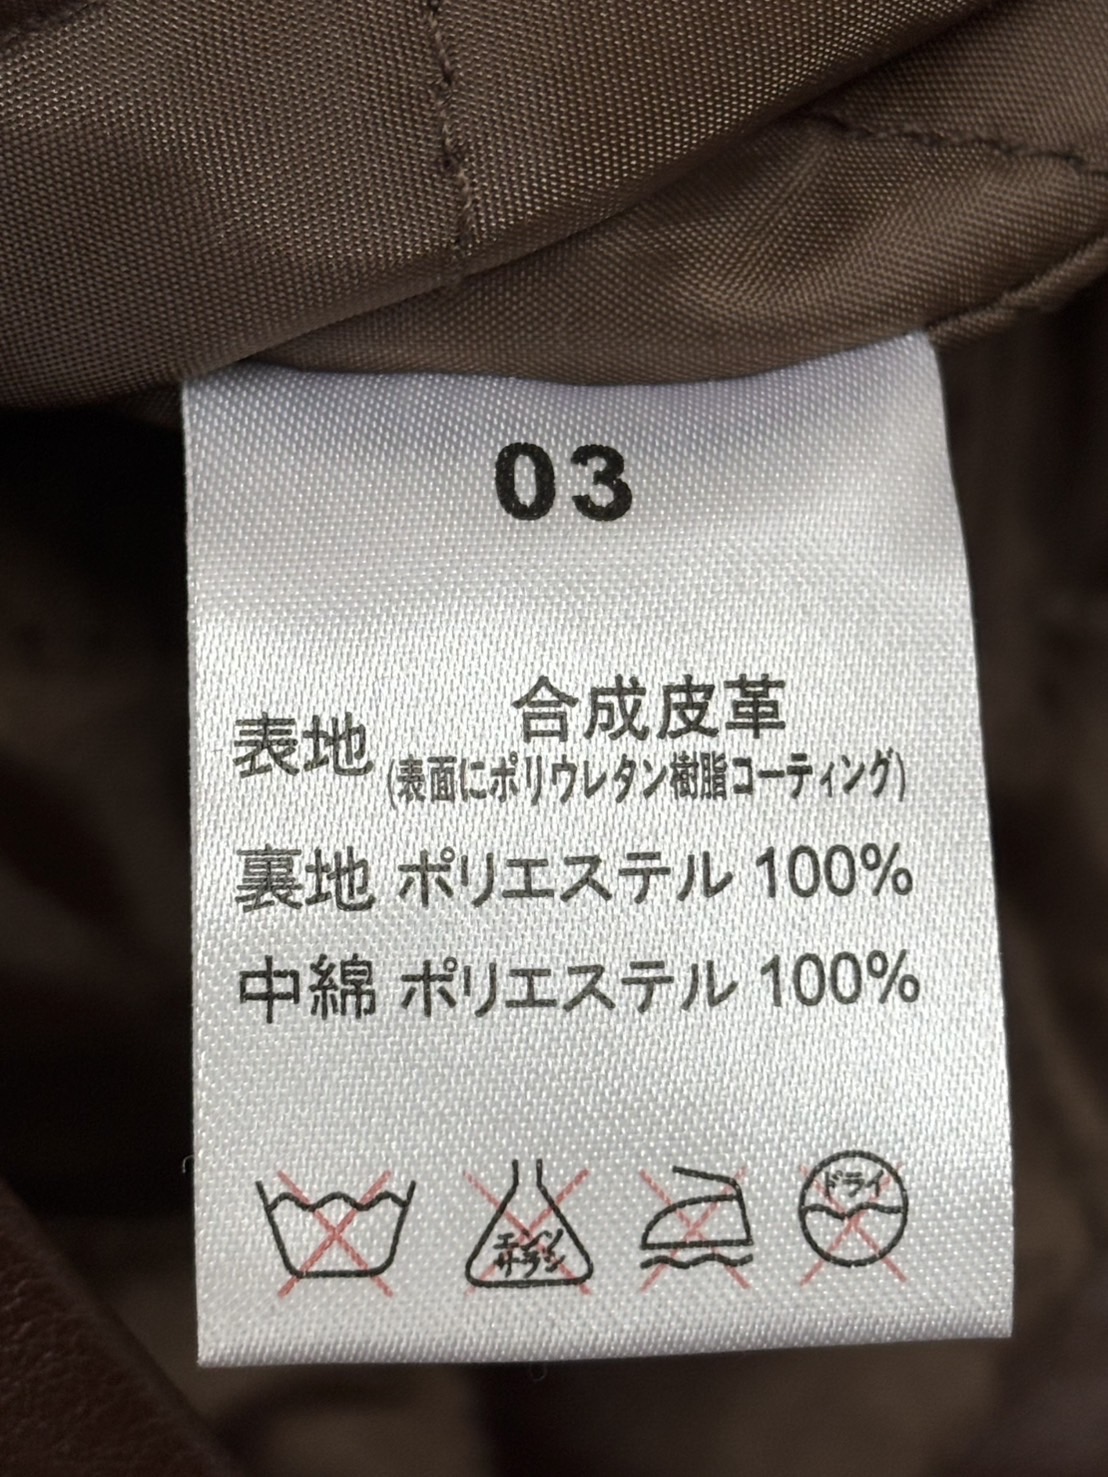 03
表地 合成皮革
(表面にポリウレタン樹脂コーティング)
裏地 ポリエステル 100%
中綿 ポリエステル 100%
エンソ
サラシ
ドライ